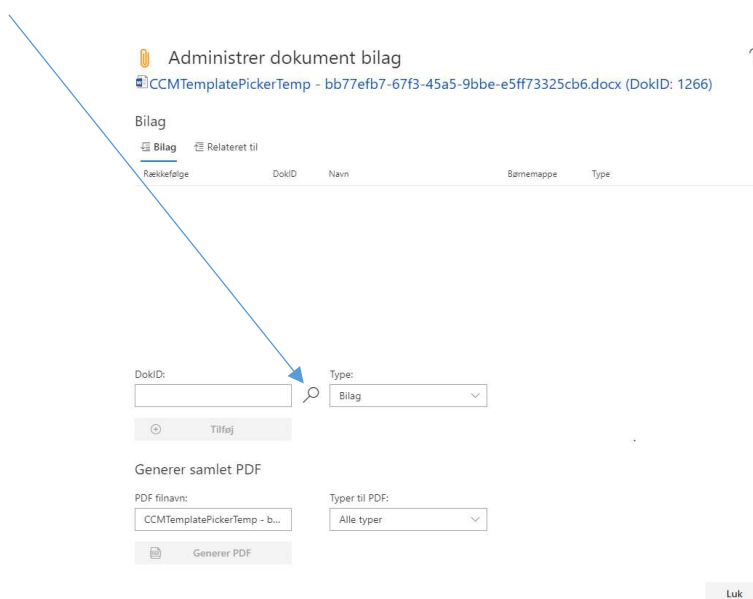 Administrer dokument bilag
CCMTemplatePickerTemp - bb77efb7-67f3-45a5-9bbe-e5ff73325cb6.docx (DokID: 1266)
Bilag
Bilag Relateret til
Rækkefølge DokID Navn Børnemappe Type
DokID: Type:
Bilag
Tilføj
Generer samlet PDF
PDF filnavn: Typer til PDF:
CCMTemplatePickerTemp - b... Alle typer
Generer PDF
Luk